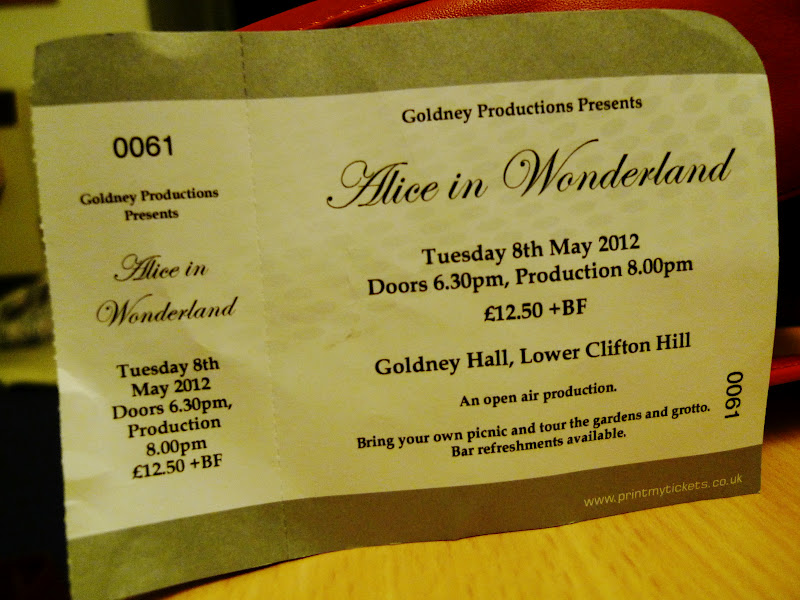 0061
Goldney Productions
Presents
Alice in
Wonderland
Tuesday 8th
May 2012
Doors 6.30pm,
Production
8.00pm
£12.50 +BF
Goldney Productions Presents
Alice in Wonderland
Tuesday 8th May 2012
Doors 6.30pm, Production 8.00pm
£12.50 +BF
Goldney Hall, Lower Clifton Hill
An open air production.
Bring your own picnic and tour the gardens and grotto.
Bar refreshments available.
0061
www.printmytickets.co.uk